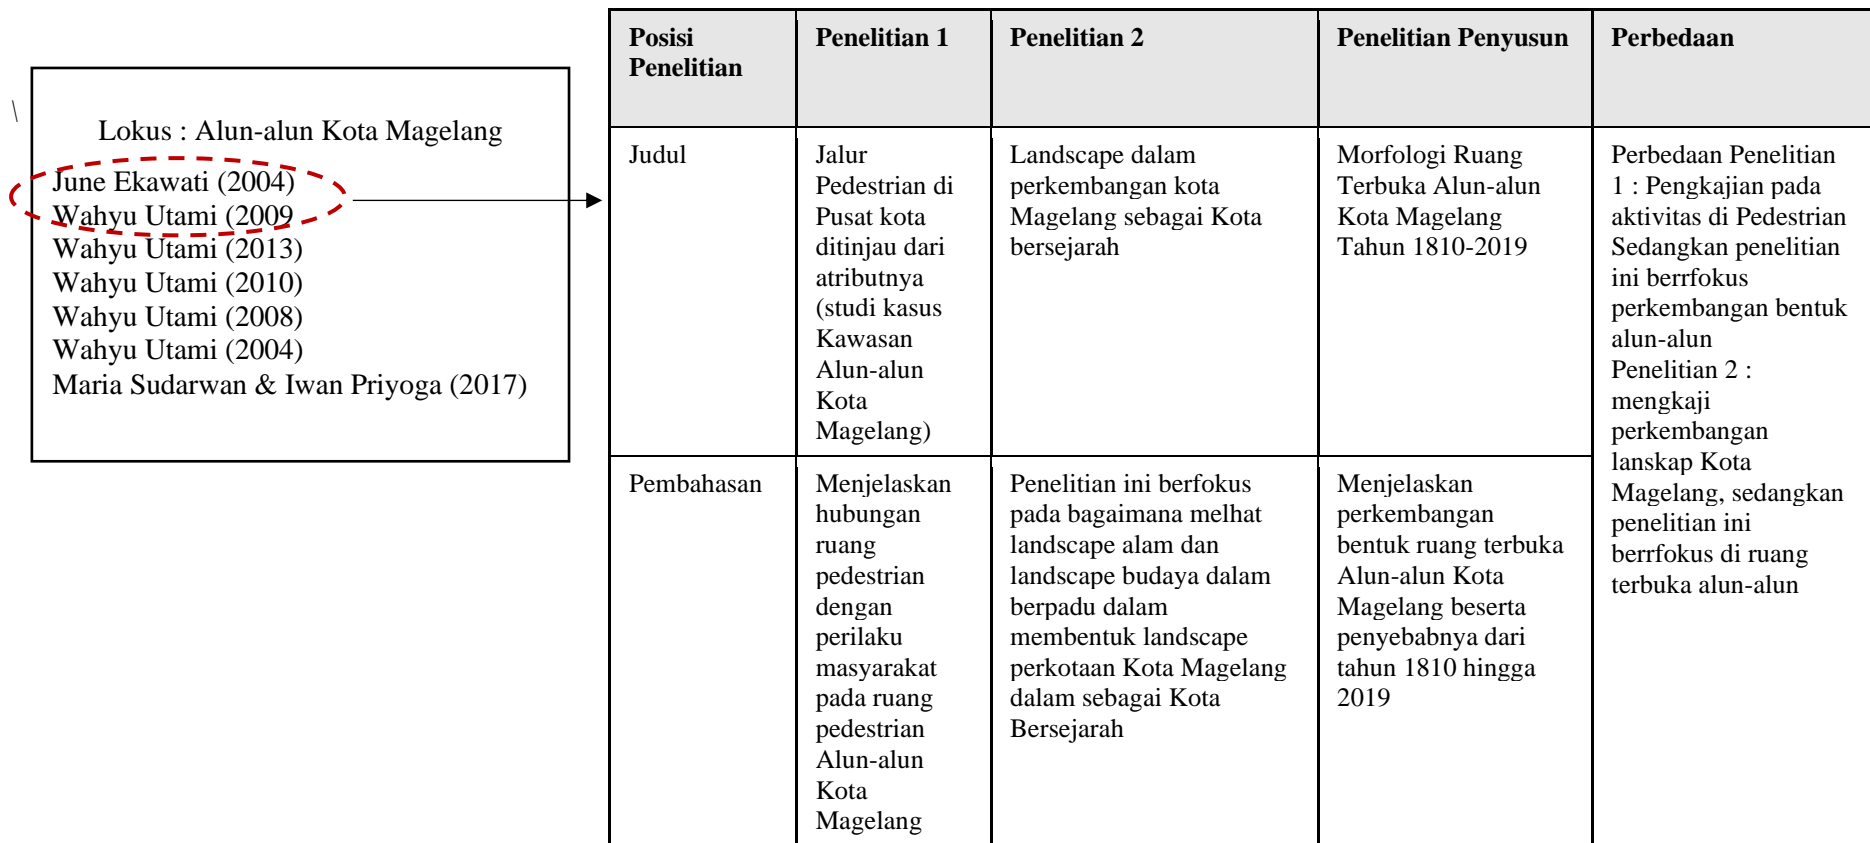 \
Lokus : Alun-alun Kota Magelang
June Ekawati (2004)
Wahyu Utami (2009
Wahyu Utami (2013)
Wahyu Utami (2010)
Wahyu Utami (2008)
Wahyu Utami (2004)
Maria Sudarwan & Iwan Priyoga (2017)
Posisi
Penelitian
Penelitian 1
Penelitian 2
Penelitian Penyusun
Perbedaan
Judul
Jalur
Pedestrian di
Pusat kota
ditinjau dari
atributnya
(studi kasus
Kawasan
Alun-alun
Kota
Magelang)
Landscape dalam
perkembangan kota
Magelang sebagai Kota
bersejarah
Morfologi Ruang
Terbuka Alun-alun
Kota Magelang
Tahun 1810-2019
Perbedaan Penelitian
1 : Pengkajian pada
aktivitas di Pedestrian
Sedangkan penelitian
ini berrfokus
perkembangan bentuk
alun-alun
Penelitian 2 :
mengkaji
perkembangan
lanskap Kota
Magelang, sedangkan
penelitian ini
berrfokus di ruang
terbuka alun-alun
Pembahasan
Menjelaskan
hubungan
ruang
pedestrian
dengan
perilaku
masyarakat
pada ruang
pedestrian
Alun-alun
Kota
Magelang
Penelitian ini berfokus
pada bagaimana melhat
landscape alam dan
landscape budaya dalam
berpadu dalam
membentuk landscape
perkotaan Kota Magelang
dalam sebagai Kota
Bersejarah
Menjelaskan
perkembangan
bentuk ruang terbuka
Alun-alun Kota
Magelang beserta
penyebabnya dari
tahun 1810 hingga
2019